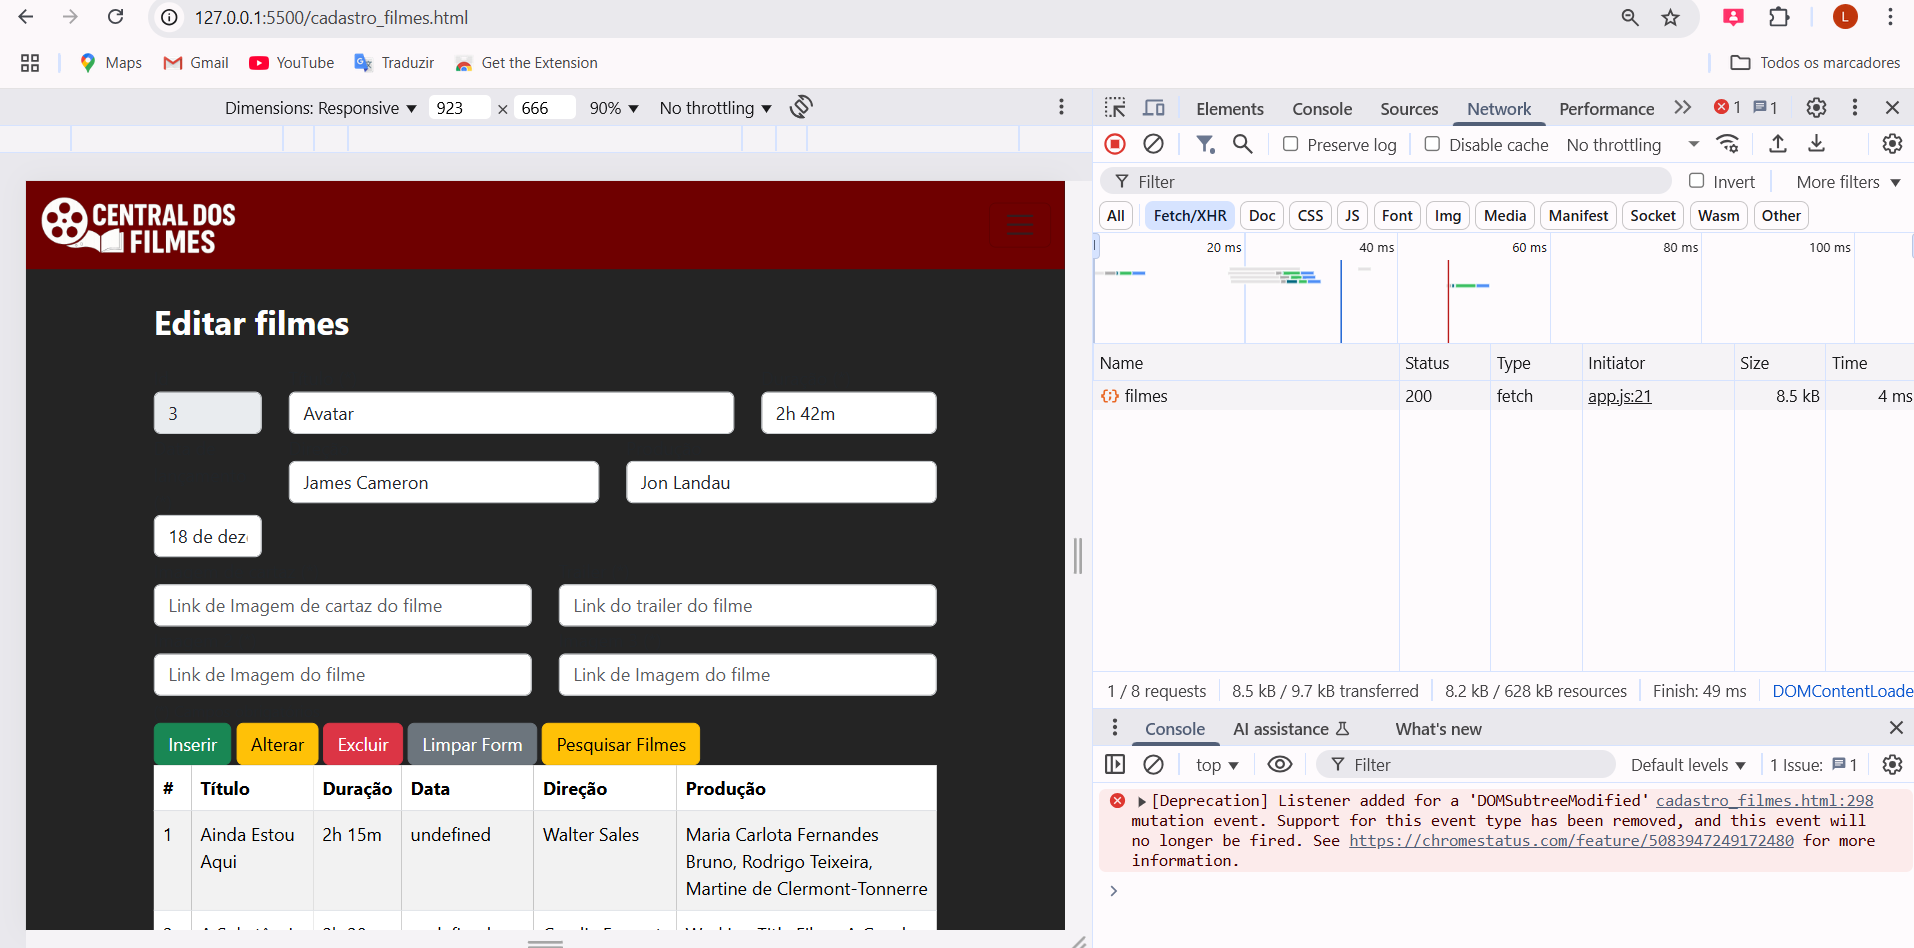 127.0.0.1:5500/cadastro_filmes.html
L
Maps Gmail YouTube Traduzir Get the Extension Todos os marcadores
Dimensions: Responsive ▼ 923 × 666 90% ▼ No throttling ▼
Elements Console Sources Network Performance 1 1
Preserve log Disable cache No throttling
Filter Invert More filters
All Fetch/XHR Doc CSS JS Font Img Media Manifest Socket Wasm Other
20 ms 40 ms 60 ms 80 ms 100 ms
Name Status Type Initiator Size Time
filmes 200 fetch app.js:21 8.5 kB 4 ms
1 / 8 requests 8.5 kB / 9.7 kB transferred 8.2 kB / 628 kB resources Finish: 49 ms DOMContentLoade
CENTRAL DOS
FILMES
Editar filmes
3 Avatar 2h 42m
James Cameron Jon Landau
18 de dez
Link de Imagem de cartaz do filme Link do trailer do filme
Link de Imagem do filme Link de Imagem do filme
Inserir Alterar Excluir Limpar Form Pesquisar Filmes
# Título Duração Data Direção Produção
1 Ainda Estou Aqui 2h 15m undefined Walter Sales Maria Carlota Fernandes
Bruno, Rodrigo Teixeira,
Martine de Clermont-Tonnerre
Console AI assistance What's new
top ▼ Filter Default levels ▼ 1 Issue: 1
[Deprecation] Listener added for a 'DOMSubtreeModified' cadastro_filmes.html:298
mutation event. Support for this event type has been removed, and this event will
no longer be fired. See https://chromestatus.com/feature/5083947249172480 for more
information.